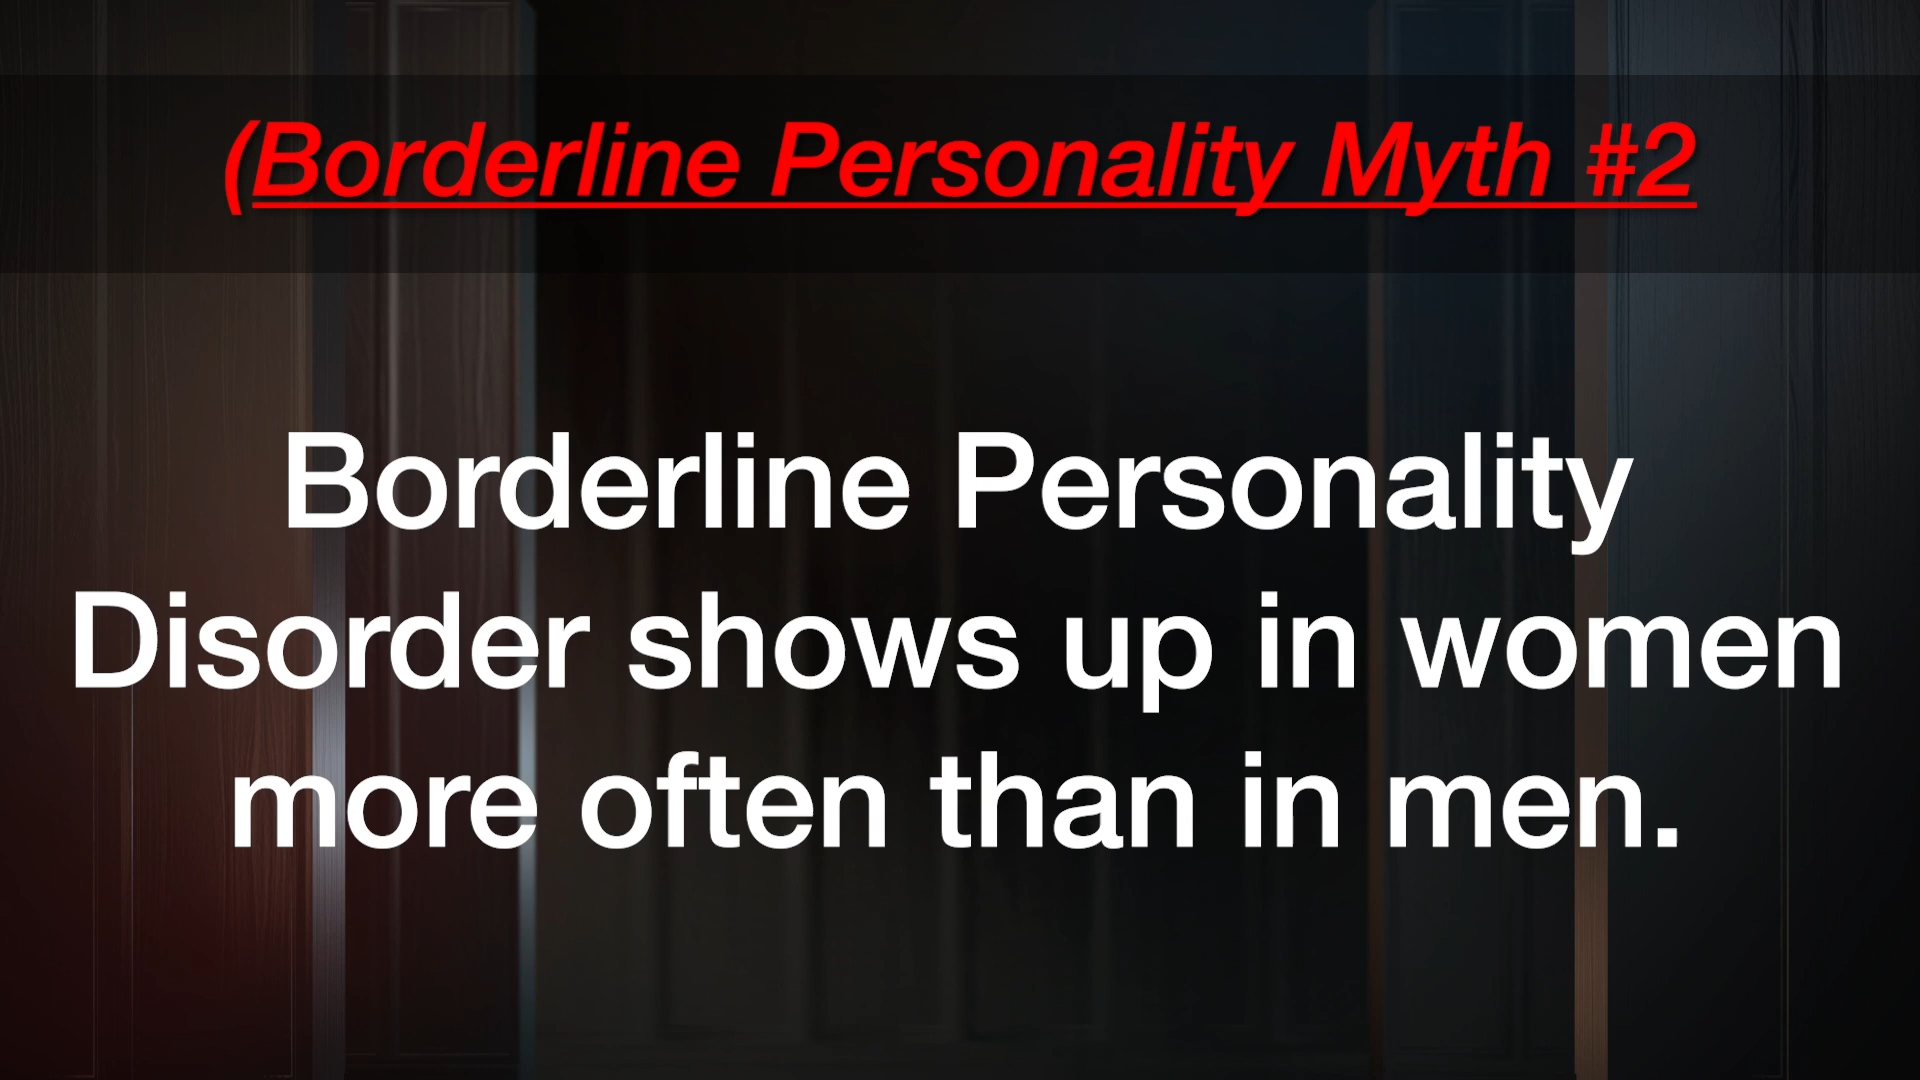 (Borderline Personality Myth #2
Borderline Personality
Disorder shows up in women
more often than in men.